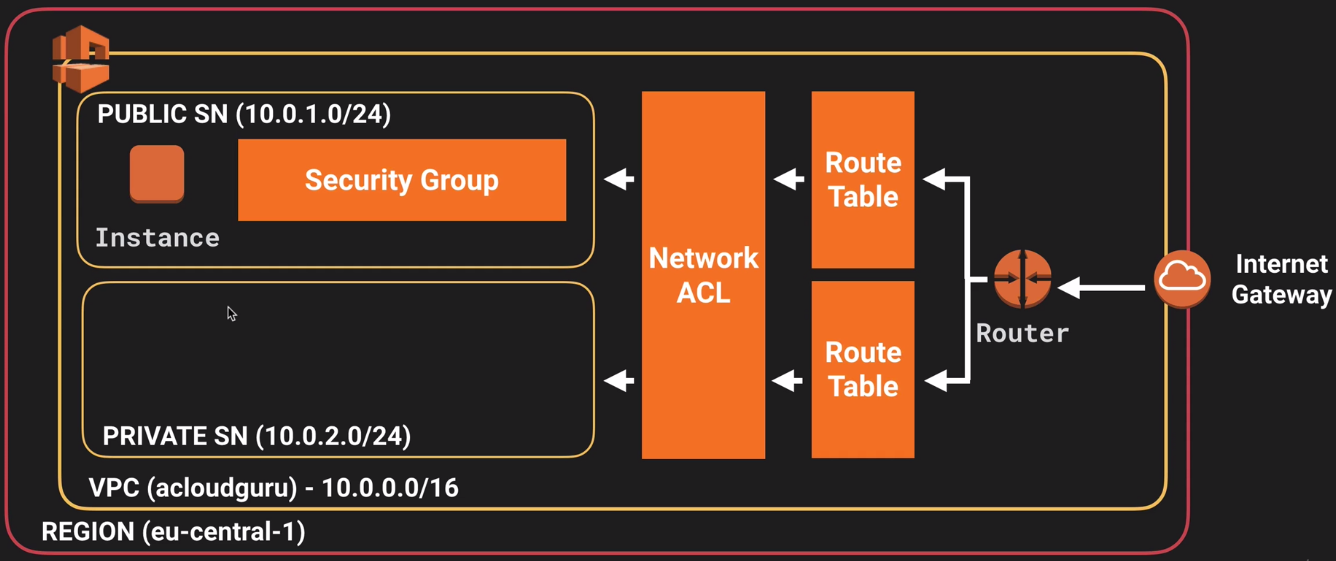 PUBLIC SN (10.0.1.0/24)
Security Group
Instance
Network
ACL
Route
Table
Route
Table
Router
Internet
Gateway
PRIVATE SN (10.0.2.0/24)
VPC (acloudguru) - 10.0.0.0/16
REGION (eu-central-1)